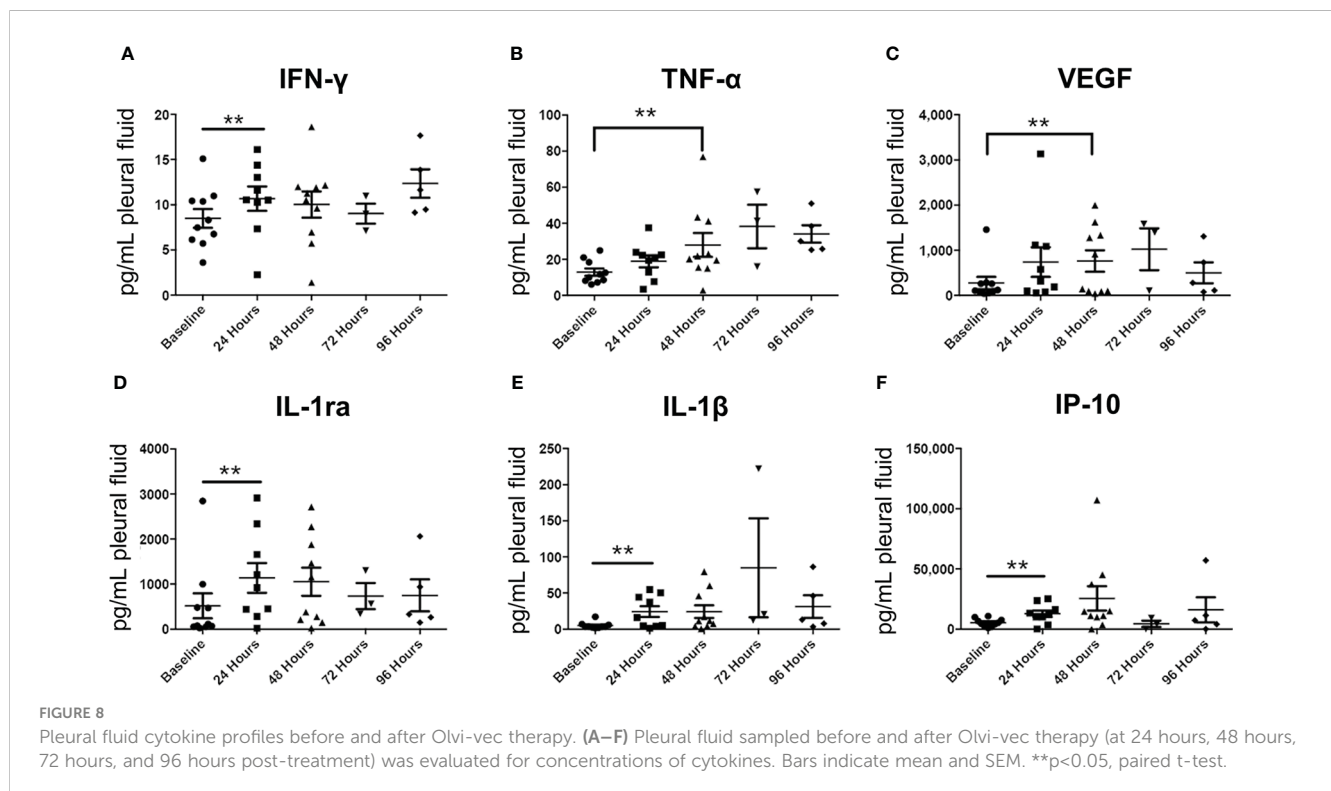 A
IFN-γ
pg/mL pleural fluid
20
15
10
5
0
**
Baseline
24 Hours
48 Hours
72 Hours
96 Hours
B
TNF-α
pg/mL pleural fluid
100
80
60
40
20
0
**
Baseline
24 Hours
48 Hours
72 Hours
96 Hours
C
VEGF
pg/mL pleural fluid
4,000
3,000
2,000
1,000
0
**
Baseline
24 Hours
48 Hours
72 Hours
96 Hours
D
IL-1ra
pg/mL pleural fluid
4000
3000
2000
1000
0
**
Baseline
24 Hours
48 Hours
72 Hours
96 Hours
E
IL-1β
pg/mL pleural fluid
250
200
150
100
50
0
**
Baseline
24 Hours
48 Hours
72 Hours
96 Hours
F
IP-10
pg/mL pleural fluid
150,000
100,000
50,000
0
**
Baseline
24 Hours
48 Hours
72 Hours
96 Hours
FIGURE 8
Pleural fluid cytokine profiles before and after Olvi-vec therapy. (A–F) Pleural fluid sampled before and after Olvi-vec therapy (at 24 hours, 48 hours,
72 hours, and 96 hours post-treatment) was evaluated for concentrations of cytokines. Bars indicate mean and SEM. **p<0.05, paired t-test.